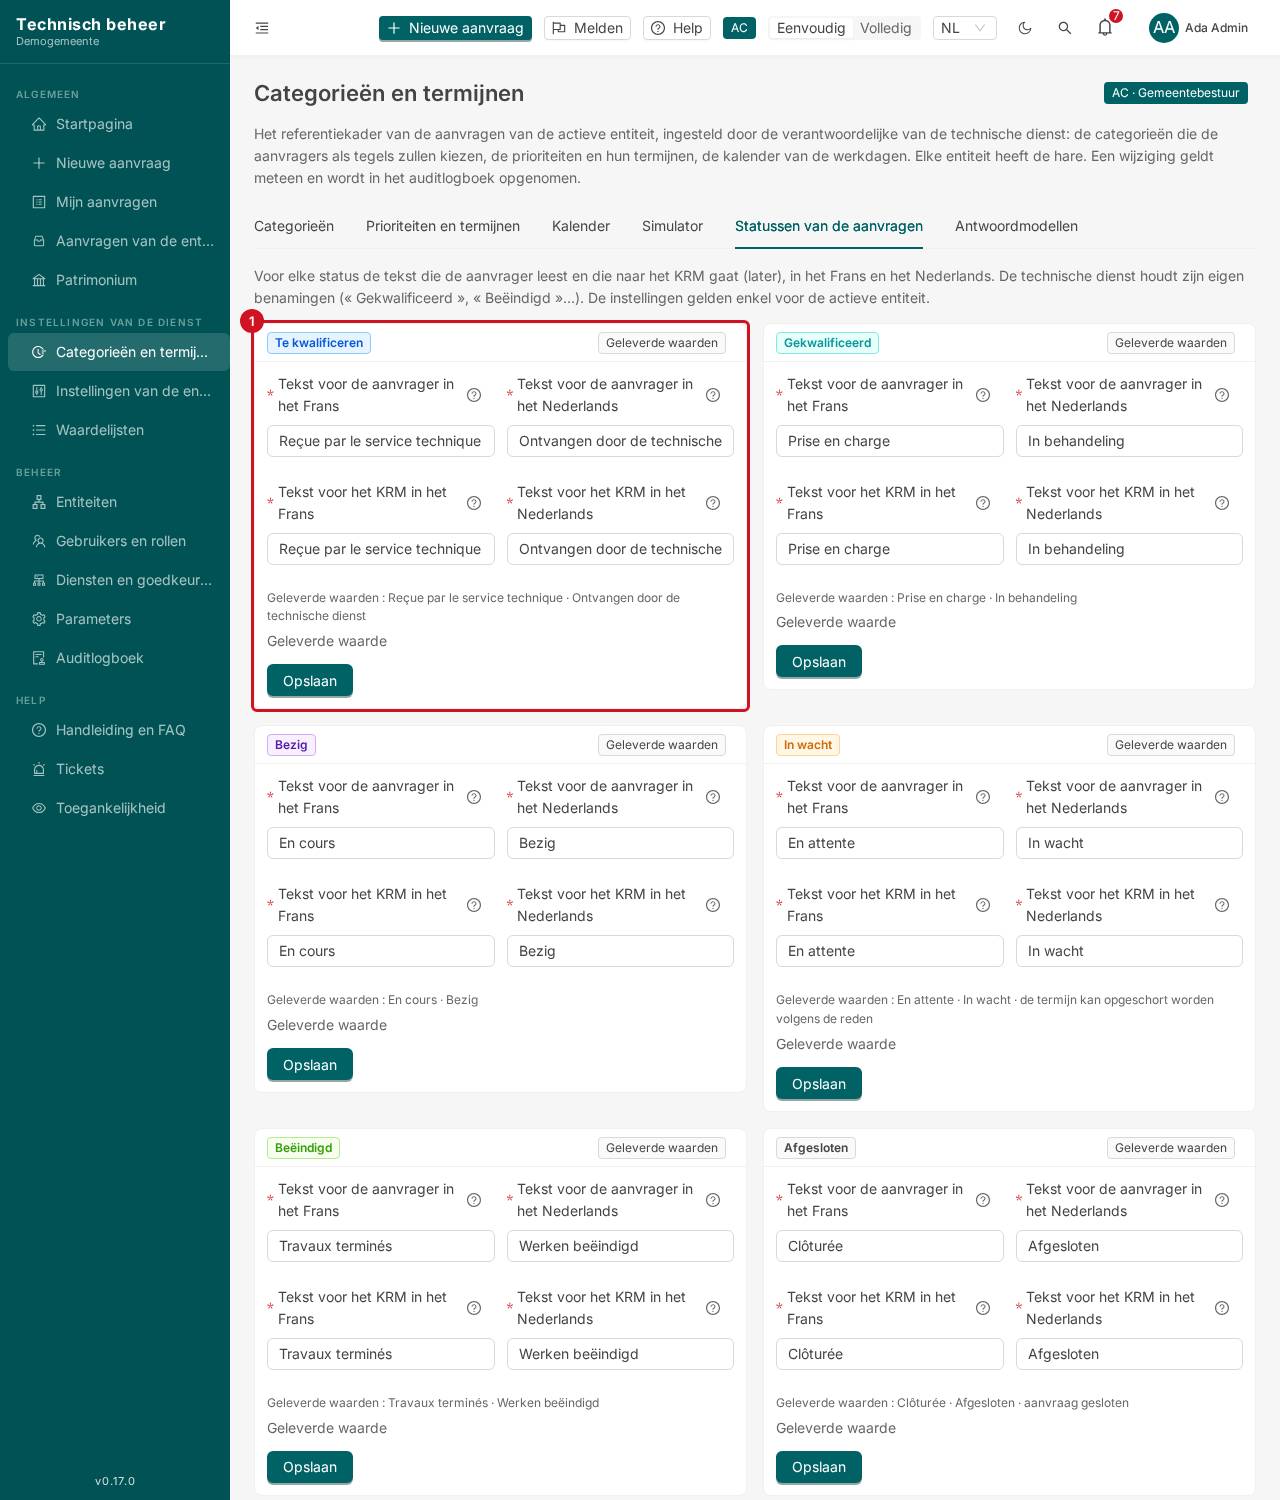 Technisch beheer
Demogemeente
Nieuwe aanvraag
Melden
Help
AC
Eenvoudig
Volledig
NL
7
AA
Ada Admin
ALGEMEEN
Startpagina
Nieuwe aanvraag
Mijn aanvragen
Aanvragen van de ent...
Patrimonium
INSTELLINGEN VAN DE DIENST
Categorieën en termij...
Instellingen van de en...
Waardelijsten
BEHEER
Entiteiten
Gebruikers en rollen
Diensten en goedkeur...
Parameters
Auditlogboek
HELP
Handleiding en FAQ
Tickets
Toegankelijkheid
v0.17.0
Categorieën en termijnen
AC · Gemeentebestuur
Het referentiekader van de aanvragen van de actieve entiteit, ingesteld door de verantwoordelijke van de technische dienst: de categorieën die de
aanvragers als tegels zullen kiezen, de prioriteiten en hun termijnen, de kalender van de werkdagen. Elke entiteit heeft de hare. Een wijziging geldt
meteen en wordt in het auditlogboek opgenomen.
Categorieën
Prioriteiten en termijnen
Kalender
Simulator
Statussen van de aanvragen
Antwoordmodellen
Voor elke status de tekst die de aanvrager leest en die naar het KRM gaat (later), in het Frans en het Nederlands. De technische dienst houdt zijn eigen
benamingen (« Gekwalificeerd », « Beëindigd »...). De instellingen gelden enkel voor de actieve entiteit.
1
Te kwalificeren
Geleverde waarden
* Tekst voor de aanvrager in
het Frans
* Tekst voor de aanvrager in
het Nederlands
Reçue par le service technique
Ontvangen door de technische
* Tekst voor het KRM in het
Frans
* Tekst voor het KRM in het
Nederlands
Reçue par le service technique
Ontvangen door de technische
Geleverde waarden : Reçue par le service technique · Ontvangen door de
technische dienst
Geleverde waarde
Opslaan
Gekwalificeerd
Geleverde waarden
* Tekst voor de aanvrager in
het Frans
* Tekst voor de aanvrager in
het Nederlands
Prise en charge
In behandeling
* Tekst voor het KRM in het
Frans
* Tekst voor het KRM in het
Nederlands
Prise en charge
In behandeling
Geleverde waarden : Prise en charge · In behandeling
Geleverde waarde
Opslaan
Bezig
Geleverde waarden
* Tekst voor de aanvrager in
het Frans
* Tekst voor de aanvrager in
het Nederlands
En cours
Bezig
* Tekst voor het KRM in het
Frans
* Tekst voor het KRM in het
Nederlands
En cours
Bezig
Geleverde waarden : En cours · Bezig
Geleverde waarde
Opslaan
In wacht
Geleverde waarden
* Tekst voor de aanvrager in
het Frans
* Tekst voor de aanvrager in
het Nederlands
En attente
In wacht
* Tekst voor het KRM in het
Frans
* Tekst voor het KRM in het
Nederlands
En attente
In wacht
Geleverde waarden : En attente · In wacht · de termijn kan opgeschort worden
volgens de reden
Geleverde waarde
Opslaan
Beëindigd
Geleverde waarden
* Tekst voor de aanvrager in
het Frans
* Tekst voor de aanvrager in
het Nederlands
Travaux terminés
Werken beëindigd
* Tekst voor het KRM in het
Frans
* Tekst voor het KRM in het
Nederlands
Travaux terminés
Werken beëindigd
Geleverde waarden : Travaux terminés · Werken beëindigd
Geleverde waarde
Opslaan
Afgesloten
Geleverde waarden
* Tekst voor de aanvrager in
het Frans
* Tekst voor de aanvrager in
het Nederlands
Clôturée
Afgesloten
* Tekst voor het KRM in het
Frans
* Tekst voor het KRM in het
Nederlands
Clôturée
Afgesloten
Geleverde waarden : Clôturée · Afgesloten · aanvraag gesloten
Geleverde waarde
Opslaan